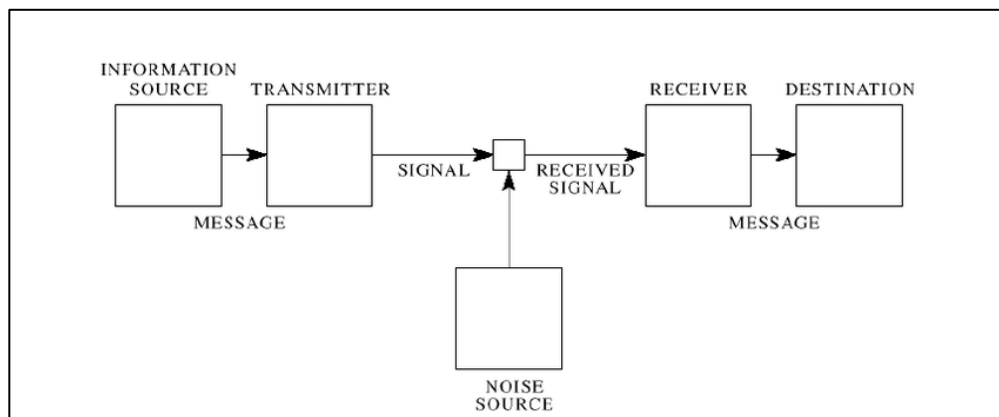 INFORMATION
SOURCE
TRANSMITTER
RECEIVER
DESTINATION
SIGNAL
RECEIVED
SIGNAL
MESSAGE
MESSAGE
NOISE
SOURCE